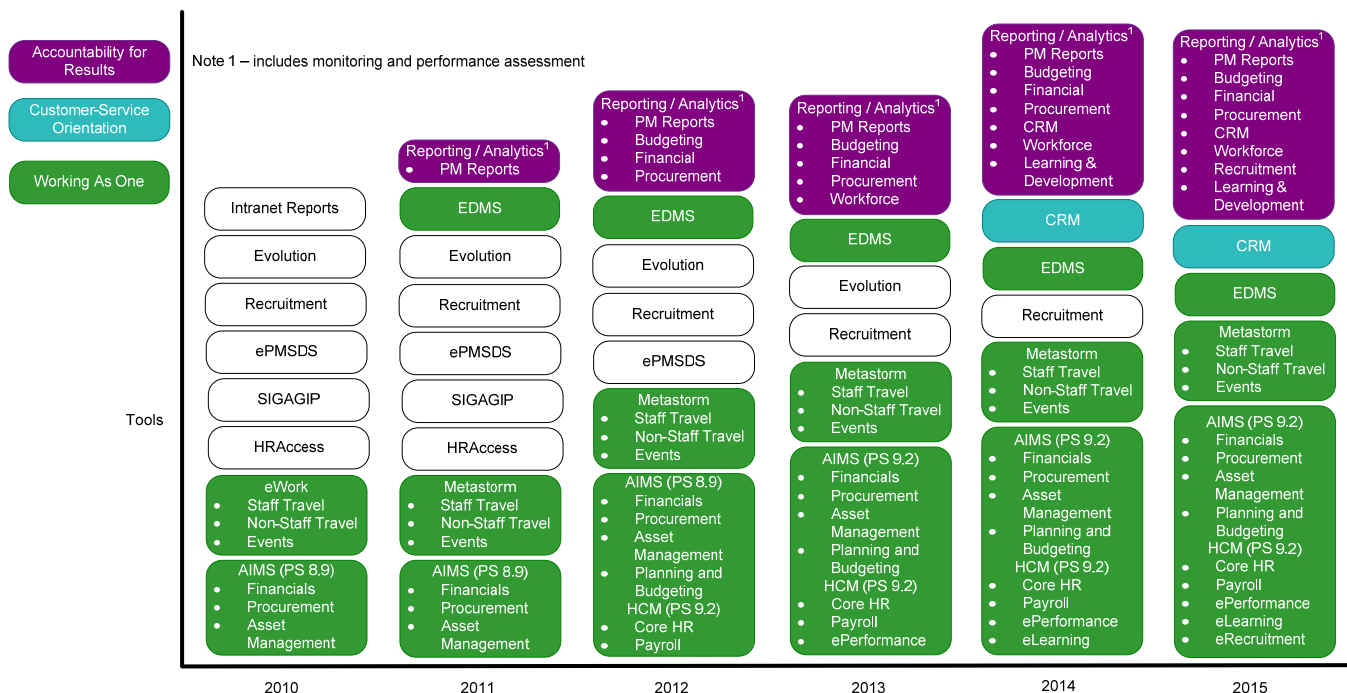 Accountability for
Results
Customer-Service
Orientation
Working As One
Note 1 – includes monitoring and performance assessment
Tools
Intranet Reports
Evolution
Recruitment
ePMSDS
SIGAGIP
HRAccess
eWork
• Staff Travel
• Non-Staff Travel
• Events
AIMS (PS 8.9)
• Financials
• Procurement
• Asset
Management
2010
Reporting / Analytics¹
• PM Reports
EDMS
Evolution
Recruitment
ePMSDS
SIGAGIP
HRAccess
Metastorm
• Staff Travel
• Non-Staff Travel
• Events
AIMS (PS 8.9)
• Financials
• Procurement
• Asset
Management
2011
Reporting / Analytics¹
• PM Reports
• Budgeting
• Financial
• Procurement
EDMS
Evolution
Recruitment
ePMSDS
Metastorm
• Staff Travel
• Non-Staff Travel
• Events
AIMS (PS 8.9)
• Financials
• Procurement
• Asset
Management
• Planning and
Budgeting
HCM (PS 9.2)
• Core HR
• Payroll
2012
Reporting / Analytics¹
• PM Reports
• Budgeting
• Financial
• Procurement
• Workforce
EDMS
Evolution
Recruitment
Metastorm
• Staff Travel
• Non-Staff Travel
• Events
AIMS (PS 9.2)
• Financials
• Procurement
• Asset
Management
• Planning and
Budgeting
HCM (PS 9.2)
• Core HR
• Payroll
• ePerformance
2013
Reporting / Analytics¹
• PM Reports
• Budgeting
• Financial
• Procurement
• CRM
• Workforce
• Learning &
Development
CRM
EDMS
Recruitment
Metastorm
• Staff Travel
• Non-Staff Travel
• Events
AIMS (PS 9.2)
• Financials
• Procurement
• Asset
Management
• Planning and
Budgeting
HCM (PS 9.2)
• Core HR
• Payroll
• ePerformance
• eLearning
2014
Reporting / Analytics¹
• PM Reports
• Budgeting
• Financial
• Procurement
• CRM
• Workforce
• Recruitment
• Learning &
Development
CRM
EDMS
Metastorm
• Staff Travel
• Non-Staff Travel
• Events
AIMS (PS 9.2)
• Financials
• Procurement
• Asset
Management
• Planning and
Budgeting
HCM (PS 9.2)
• Core HR
• Payroll
• ePerformance
• eLearning
• eRecruitment
2015